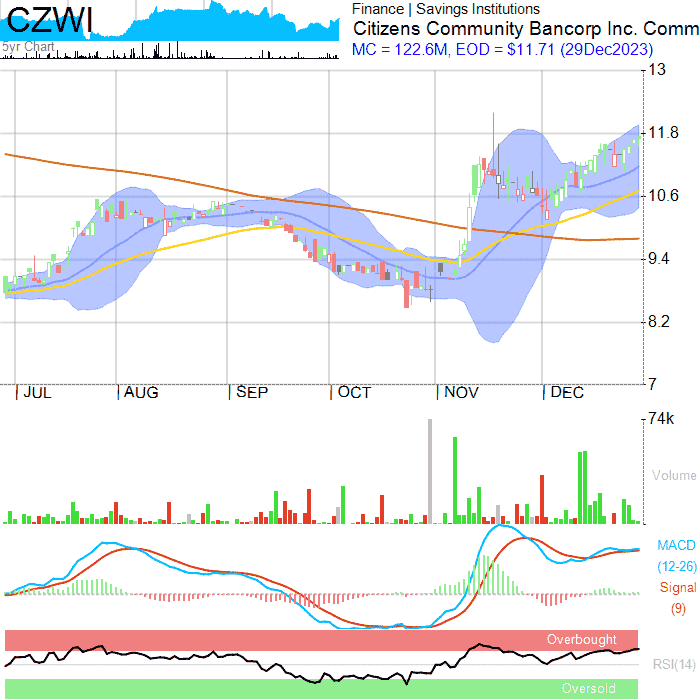 CZWI
5yr Chart
Finance | Savings Institutions
Citizens Community Bancorp Inc. Comm
MC = 122.6M, EOD = $11.71 (29Dec2023)
13
11.8
10.6
9.4
8.2
7
JUL AUG SEP OCT NOV DEC
74k
Volume
MACD
(12-26)
Signal
(9)
Overbought
RSI(14)
Oversold